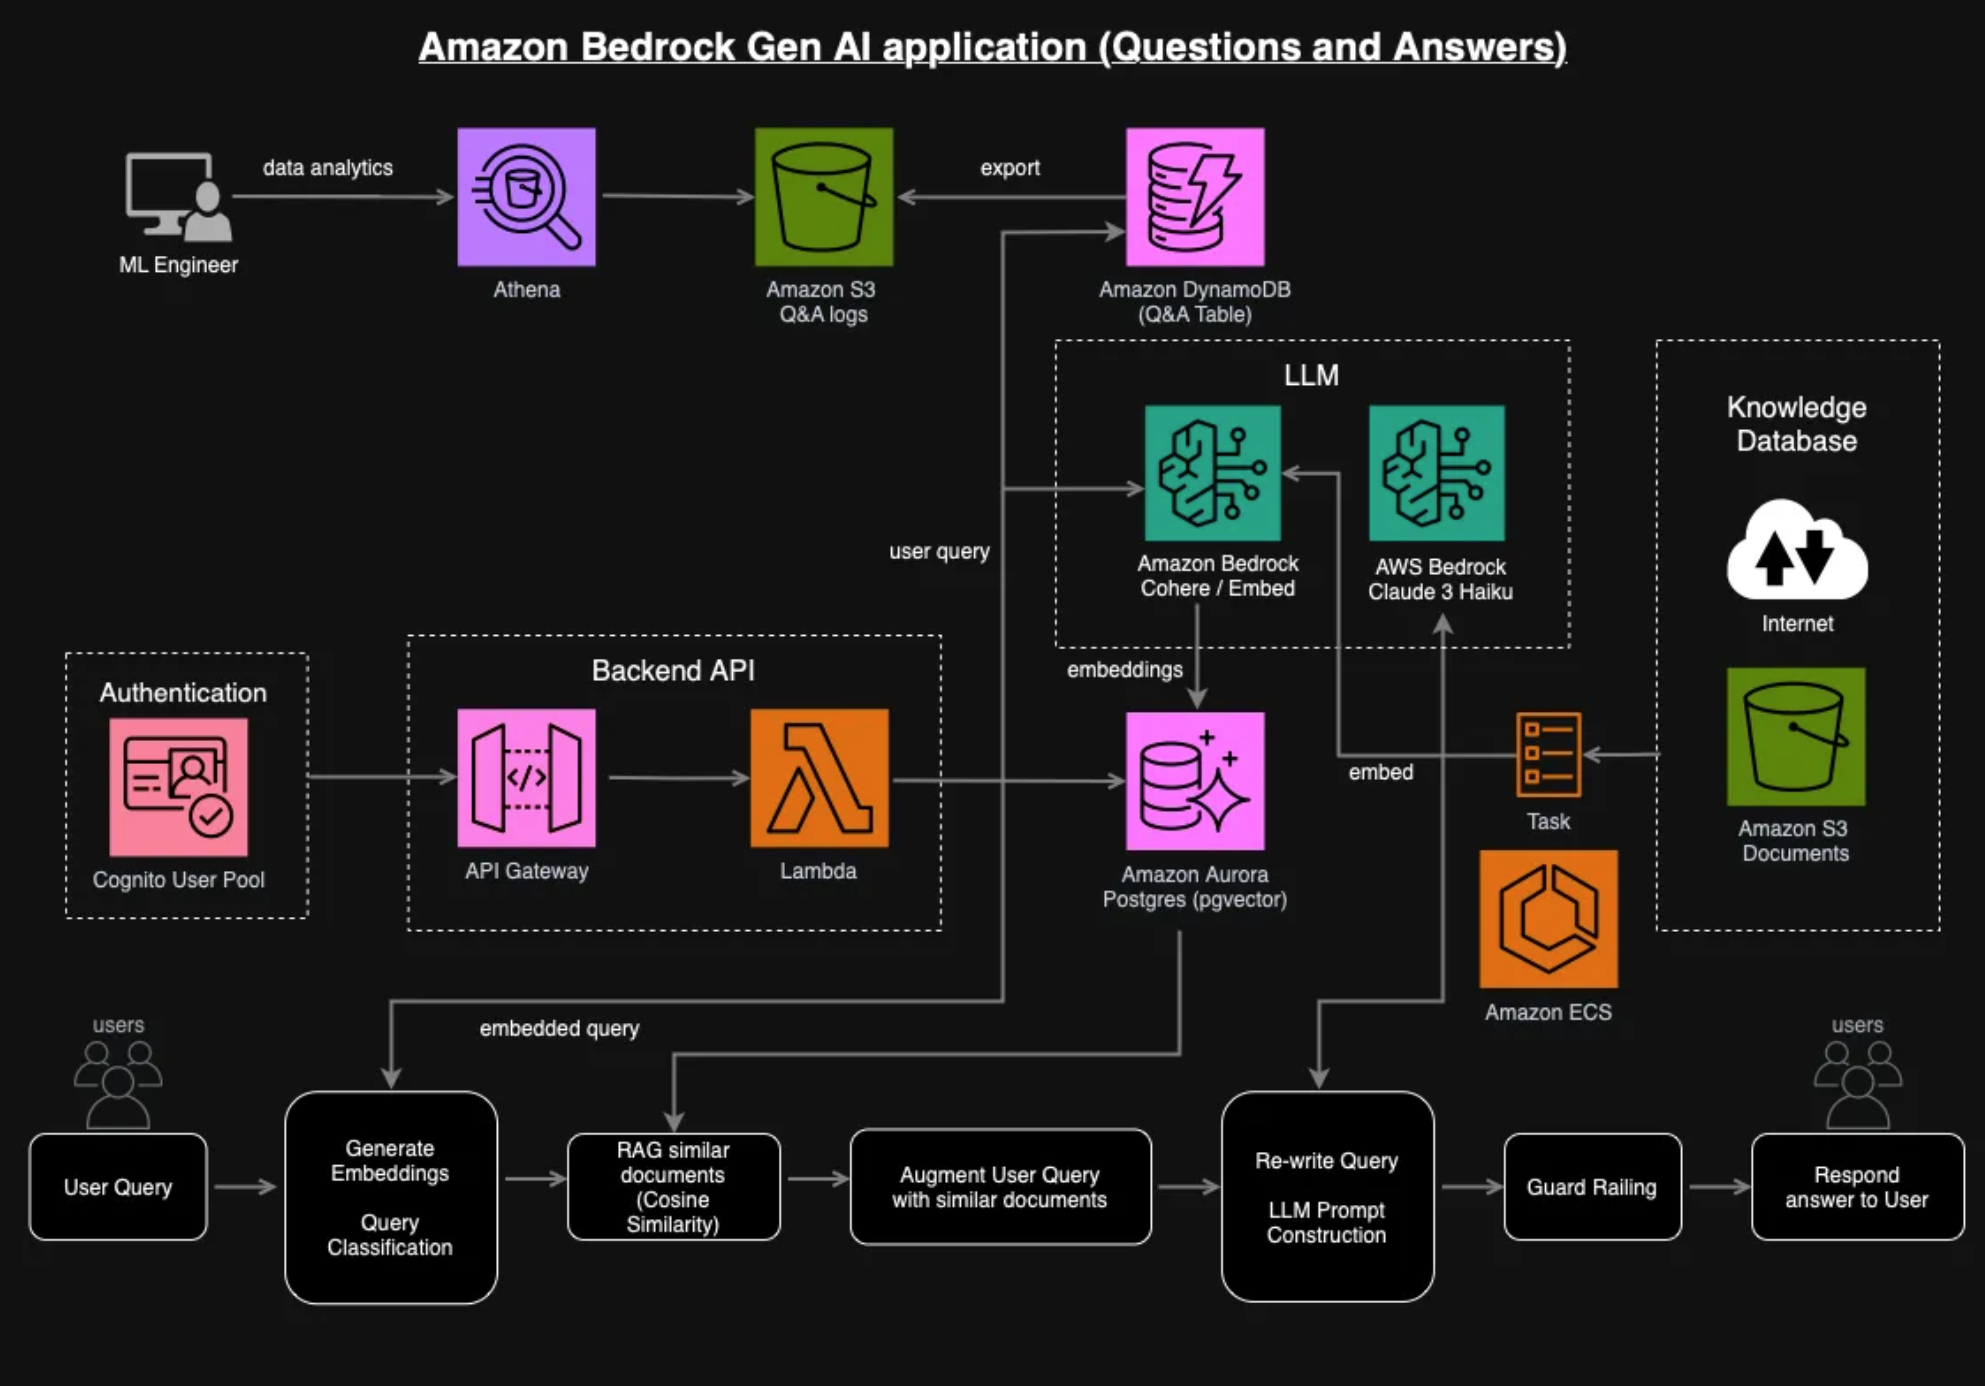 Amazon Bedrock Gen AI application (Questions and Answers)
data analytics
export
ML Engineer
Athena
Amazon S3
Q&A logs
Amazon DynamoDB
(Q&A Table)
LLM
Knowledge
Database
user query
Amazon Bedrock
Cohere / Embed
AWS Bedrock
Claude 3 Haiku
Internet
embeddings
Authentication
Cognito User Pool
Backend API
</>
API Gateway
Lambda
Amazon Aurora
Postgres (pgvector)
embed
Task
Amazon S3
Documents
Amazon ECS
embedded query
users
users
User Query
Generate
Embeddings
Query
Classification
RAG similar
documents
(Cosine
Similarity)
Augment User Query
with similar documents
Re-write Query
LLM Prompt
Construction
Guard Railing
Respond
answer to User